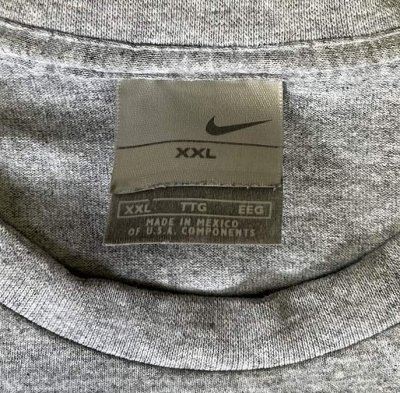 XXL
XXL TTG EEG
MADE IN MEXICO
OF U.S.A. COMPONENTS